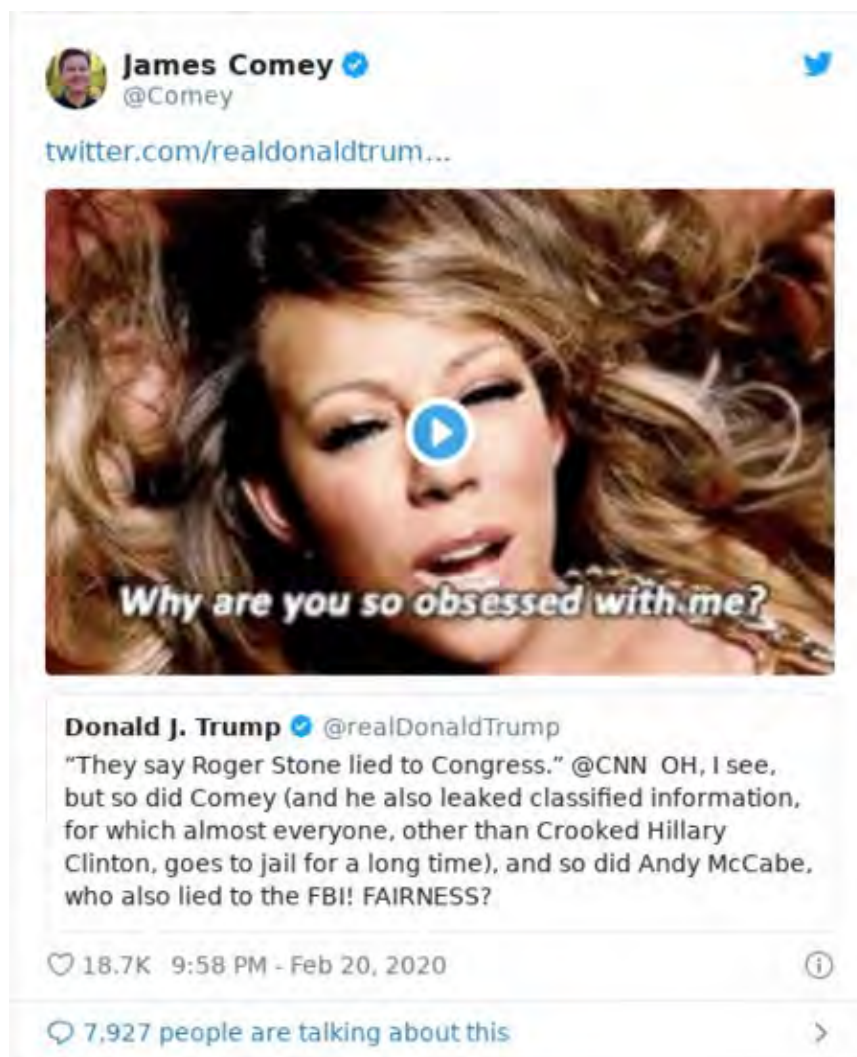 James Comey
@Comey
twitter.com/realdonaldtrum...
Why are you so obsessed with me?
Donald J. Trump @realDonaldTrump
“They say Roger Stone lied to Congress.” @CNN OH, I see,
but so did Comey (and he also leaked classified information,
for which almost everyone, other than Crooked Hillary
Clinton, goes to jail for a long time), and so did Andy McCabe,
who also lied to the FBI! FAIRNESS?
18.7K 9:58 PM - Feb 20, 2020
7,927 people are talking about this